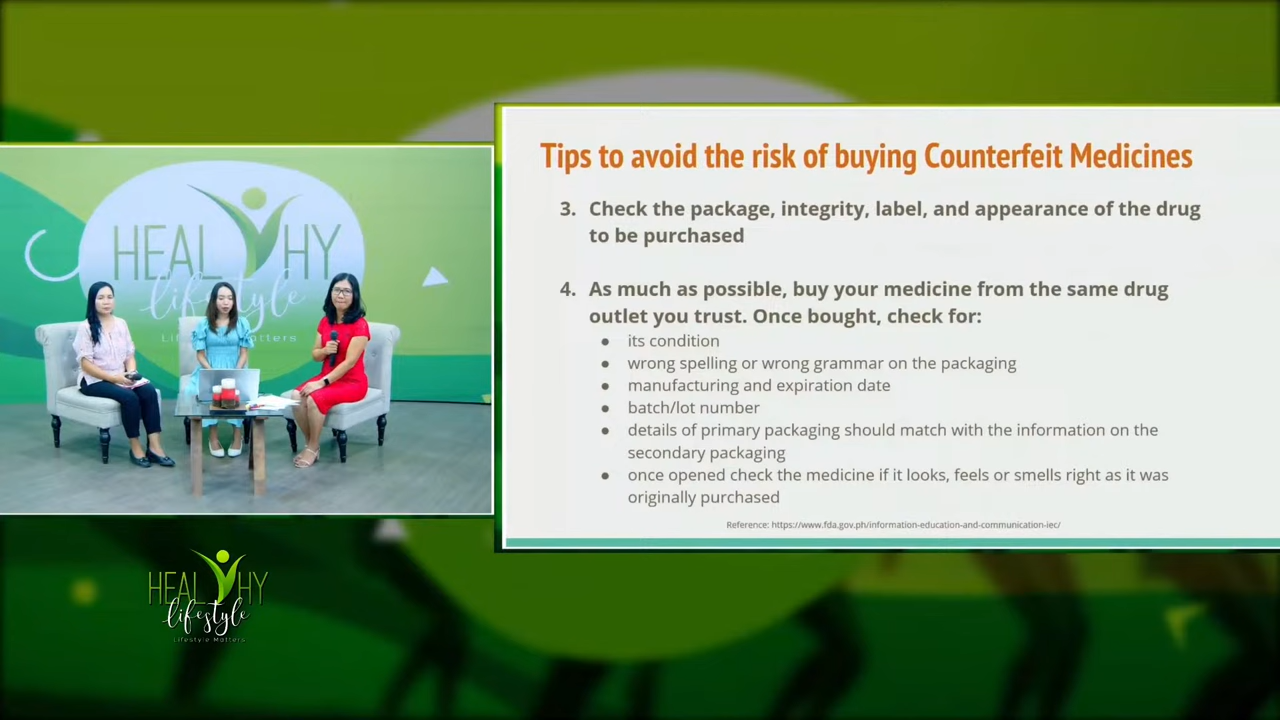 HEALTHY
lifestyle
Lifestyle Matters
Tips to avoid the risk of buying Counterfeit Medicines
3. Check the package, integrity, label, and appearance of the drug
to be purchased
4. As much as possible, buy your medicine from the same drug
outlet you trust. Once bought, check for:
● its condition
● wrong spelling or wrong grammar on the packaging
● manufacturing and expiration date
● batch/lot number
● details of primary packaging should match with the information on the
secondary packaging
● once opened check the medicine if it looks, feels or smells right as it was
originally purchased
Reference: https://www.fda.gov.ph/information-education-and-communication-iec/
HEALTHY
lifestyle
Lifestyle Matters